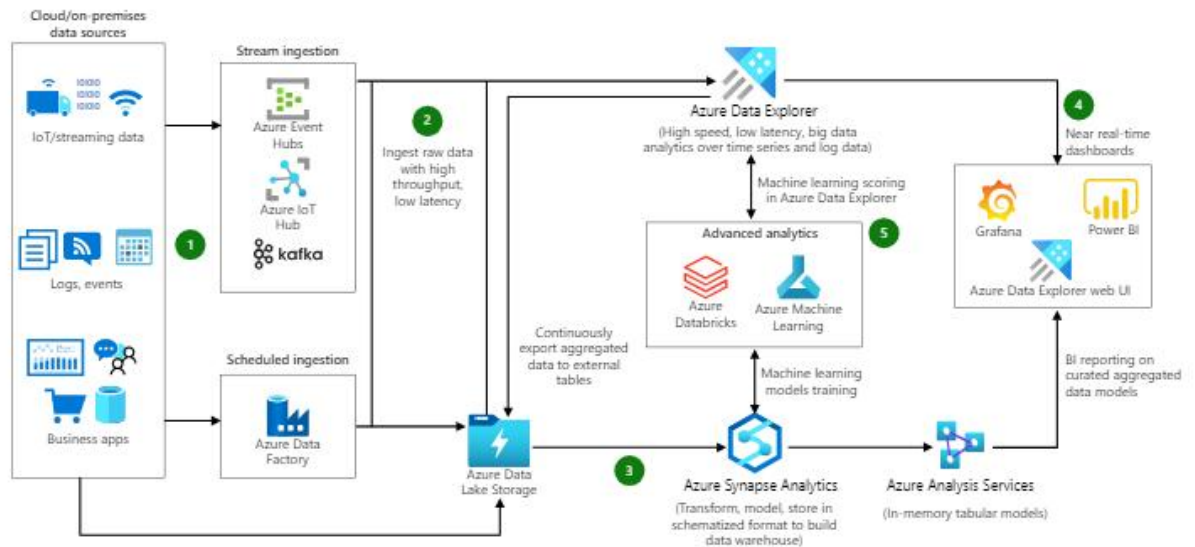 Cloud/on-premises
data sources
IoT/streaming data
Logs, events
Business apps
1
Stream ingestion
Azure Event
Hubs
Azure IoT
Hub
kafka
Scheduled ingestion
Azure Data
Factory
2
Ingest raw data
with high
throughput,
low latency
Continuously
export aggregated
data to external
tables
Azure Data
Lake Storage
3
Azure Data Explorer
(High speed, low latency, big data
analytics over time series and log data)
Machine learning scoring
in Azure Data Explorer
Advanced analytics
5
Azure
Databricks
Azure Machine
Learning
Machine learning
models training
Azure Synapse Analytics
(Transform, model, store in
schematized format to build
data warehouse)
4
Near real-time
dashboards
Grafana
Power BI
Azure Data Explorer web UI
BI reporting on
curated aggregated
data models
Azure Analysis Services
(In-memory tabular models)